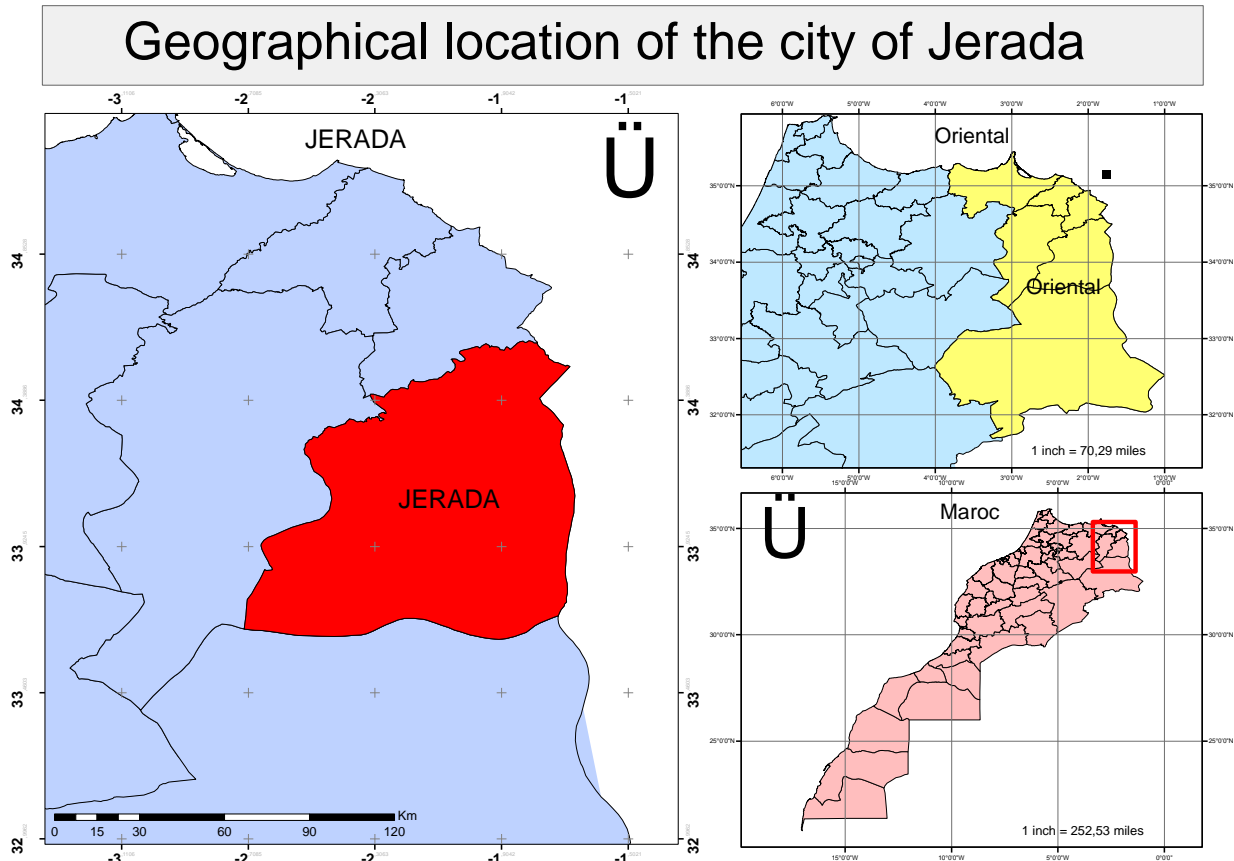 Geographical location of the city of Jerada
-3 -2 -2 -1 -1
JERADA
Ü
34 34
34 34
JERADA
33 33
33 33
32 32
Km
0 15 30 60 90 120
-3 -2 -2 -1 -1
6°0'0"W 5°0'0"W 4°0'0"W 3°0'0"W 2°0'0"W 1°0'0"W
Oriental
35°0'0"N 35°0'0"N
34°0'0"N 34°0'0"N
Oriental
33°0'0"N 33°0'0"N
32°0'0"N 32°0'0"N
1 inch = 70,29 miles
6°0'0"W 5°0'0"W 4°0'0"W 3°0'0"W 2°0'0"W 1°0'0"W
15°0'0"W 10°0'0"W 5°0'0"W 0°0'0"
Ü
Maroc
35°0'0"N 35°0'0"N
30°0'0"N 30°0'0"N
25°0'0"N 25°0'0"N
1 inch = 252,53 miles
15°0'0"W 10°0'0"W 5°0'0"W 0°0'0"